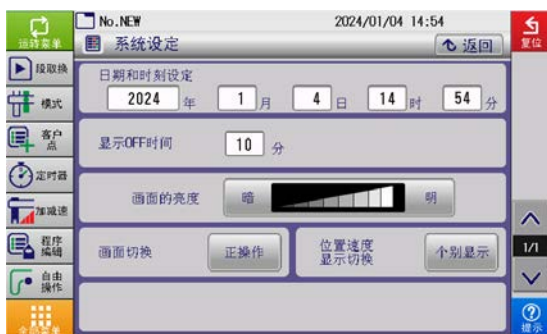 No.NEW 2024/01/04 14:54
运转菜单
系统设定
返回
复位
段取换
模式
客户点
定时器
加减速
程序编辑
自由操作
全部菜单
日期和时刻设定
2024 年 1 月 4 日 14 时 54 分
显示OFF时间 10 分
画面的亮度 暗 明
画面切换 正操作
位置速度
显示切换
个别显示
1/1
提示